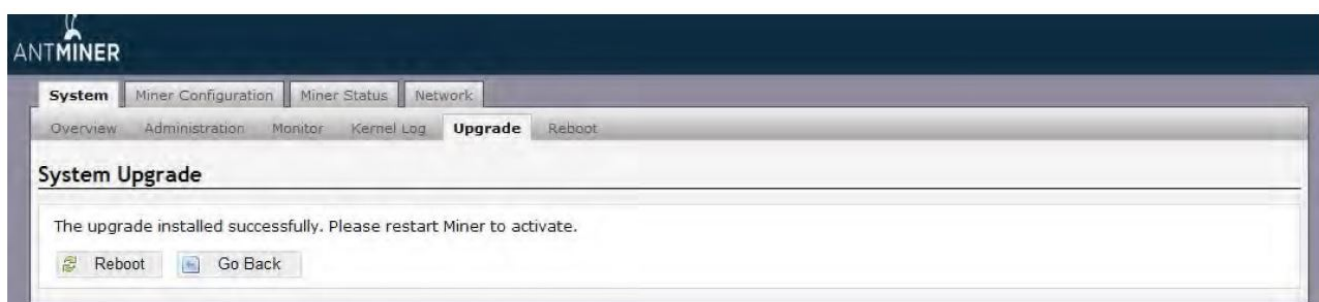 ANTMINER
System Miner Configuration Miner Status Network
Overview Administration Monitor Kernel Log Upgrade Reboot
System Upgrade
The upgrade installed successfully. Please restart Miner to activate.
Reboot Go Back